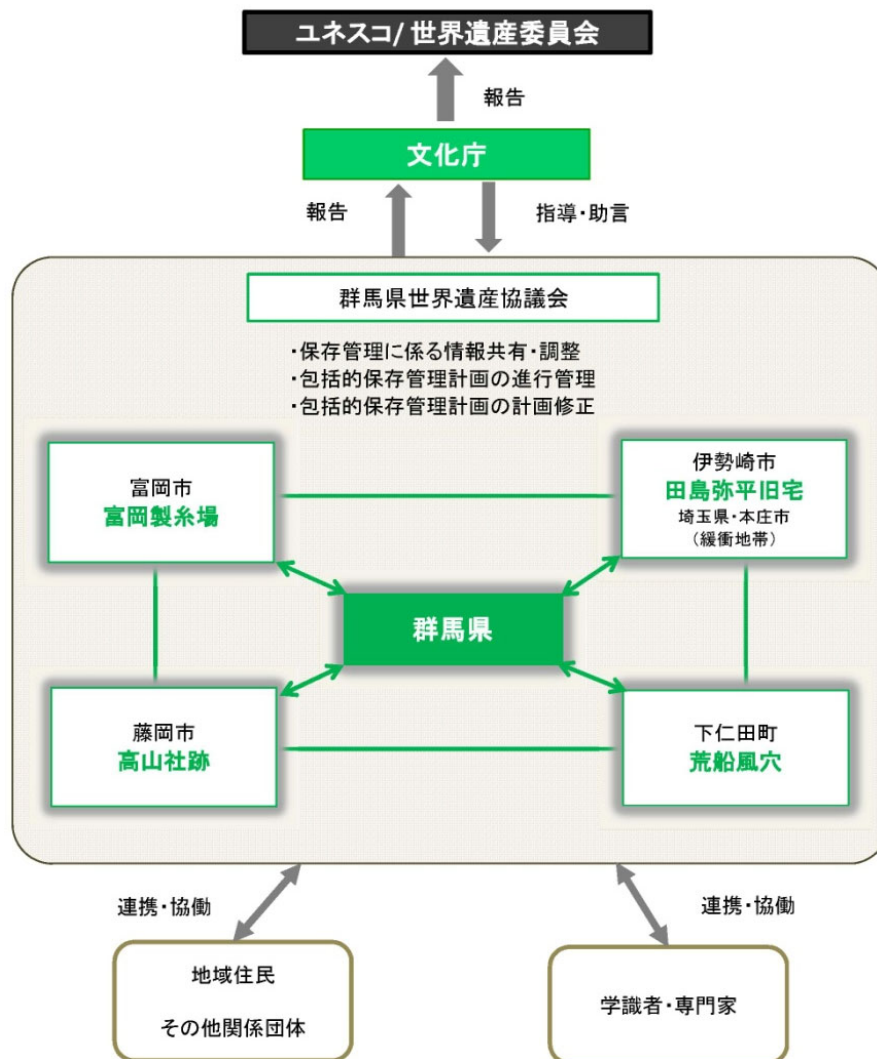 ユネスコ/世界遺産委員会
報告
文化庁
報告
指導・助言
群馬県世界遺産協議会
・保存管理に係る情報共有・調整
・包括的保存管理計画の進行管理
・包括的保存管理計画の計画修正
富岡市
富岡製糸場
伊勢崎市
田島弥平旧宅
埼玉県・本庄市
（緩衝地帯）
群馬県
藤岡市
高山社跡
下仁田町
荒船風穴
連携・協働
連携・協働
地域住民
その他関係団体
学識者・専門家